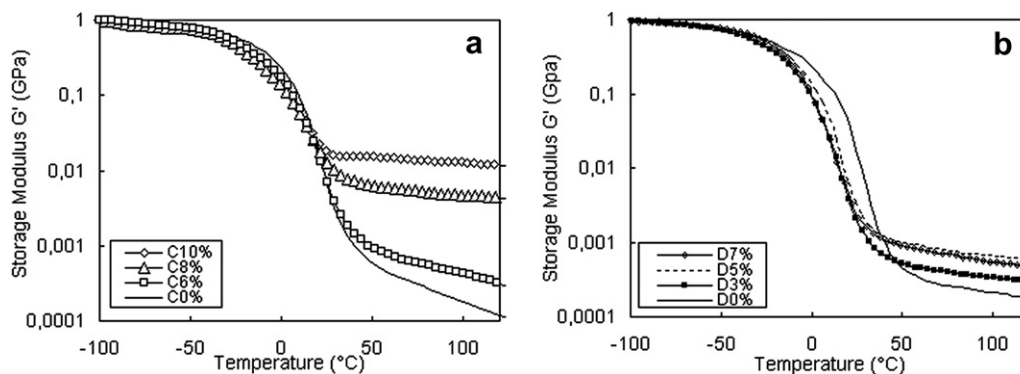 a
Storage Modulus G' (GPa)
1
0,1
0,01
0,001
0,0001
C10%
C8%
C6%
C0%
-100
-50
0
50
100
Temperature (°C)
b
Storage Modulus G' (Gpa)
1
0,1
0,01
0,001
0,0001
D7%
D5%
D3%
D0%
-100
-50
0
50
100
Temperature (°C)